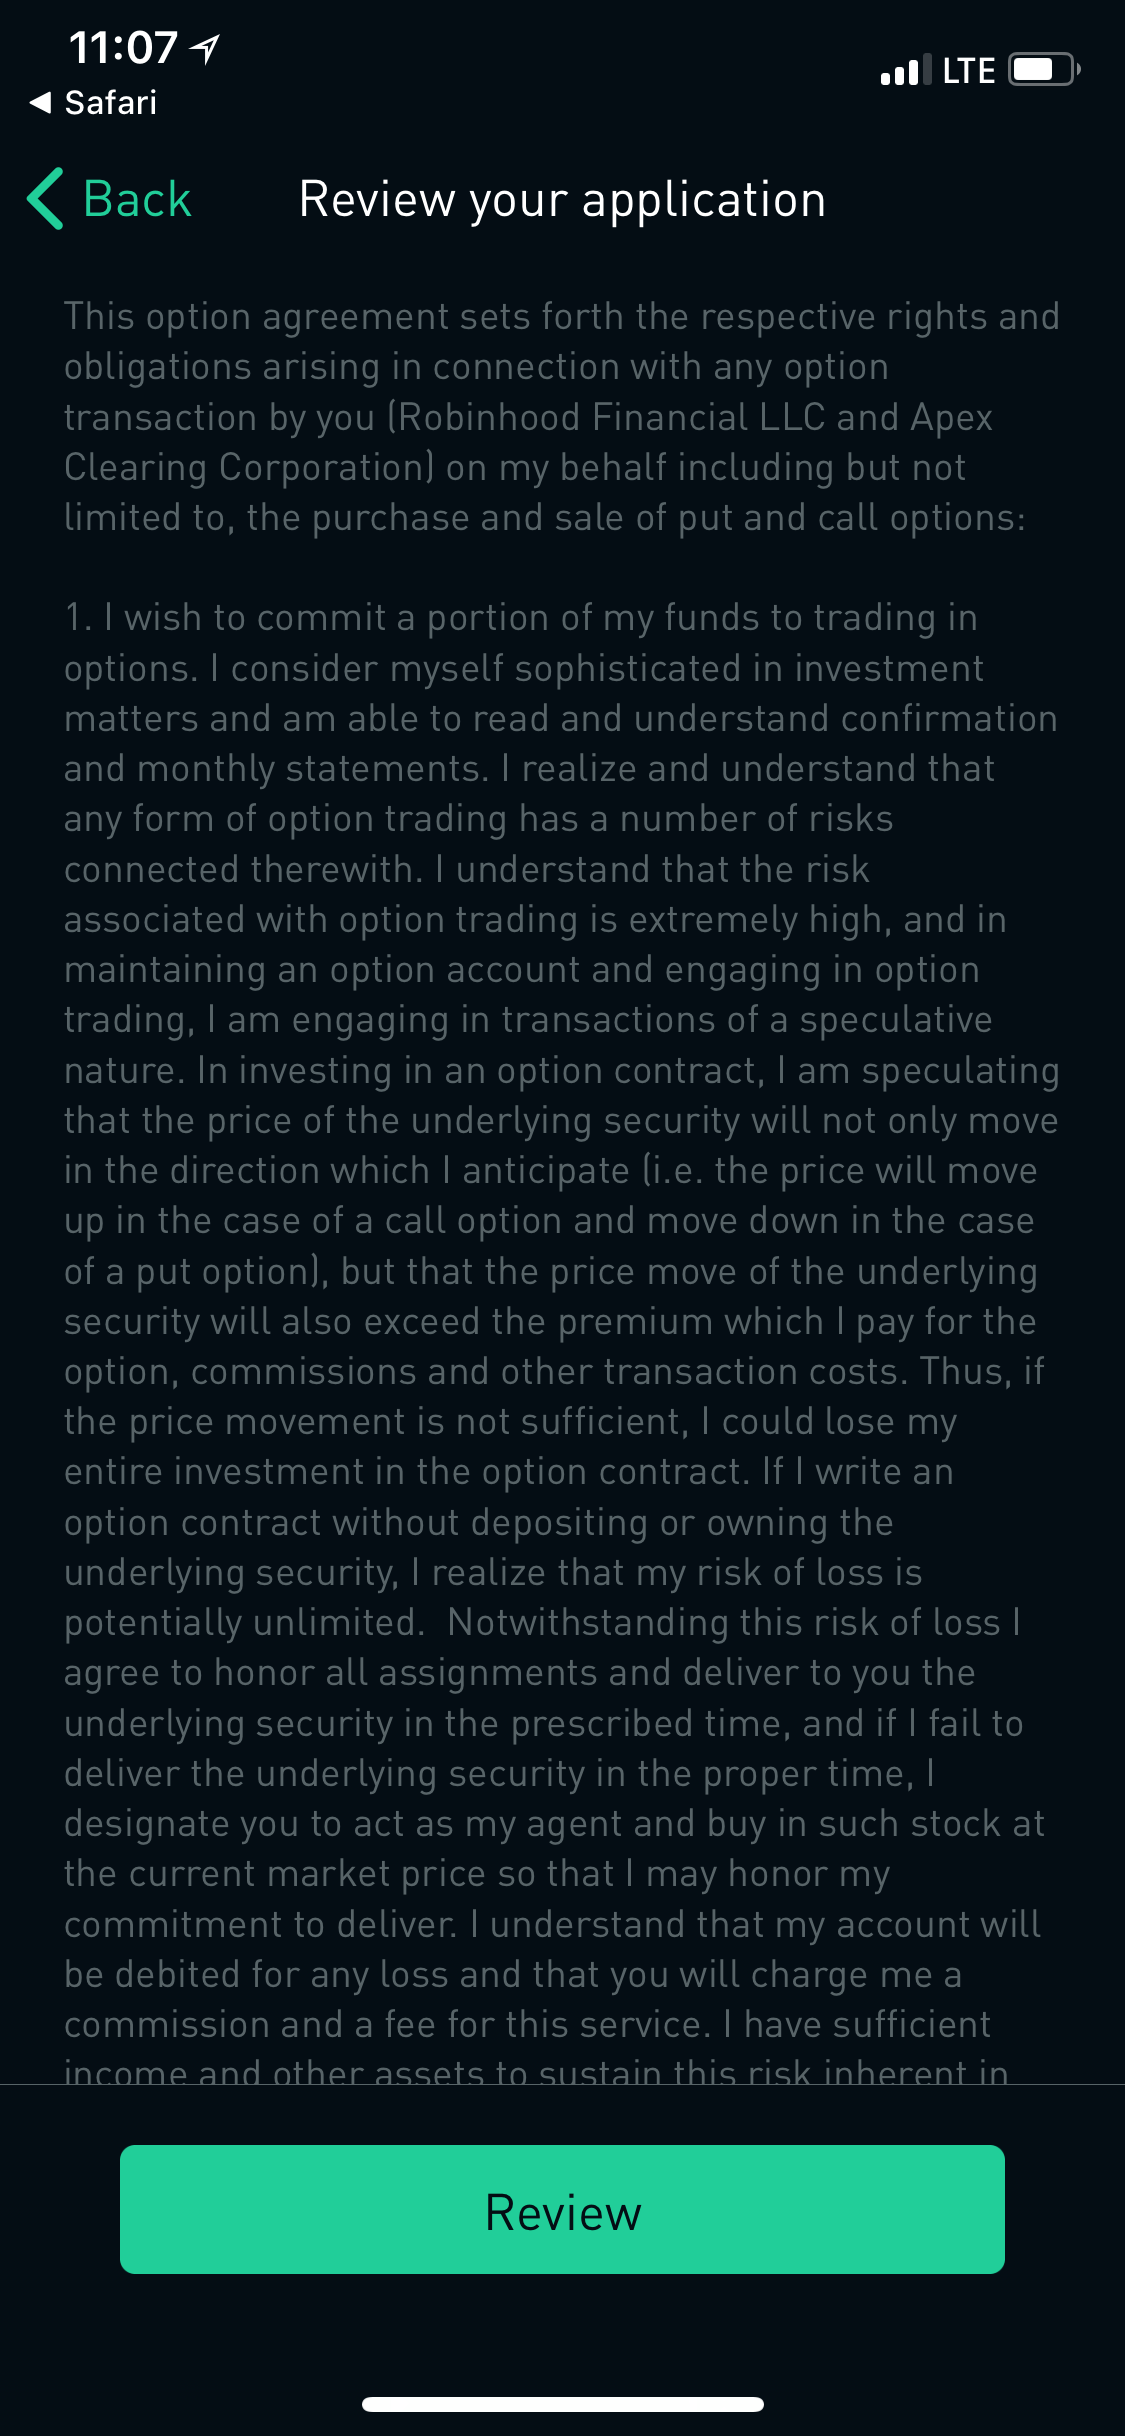 11:07
LTE
◀ Safari
Back
Review your application
This option agreement sets forth the respective rights and
obligations arising in connection with any option
transaction by you (Robinhood Financial LLC and Apex
Clearing Corporation) on my behalf including but not
limited to, the purchase and sale of put and call options:
1. I wish to commit a portion of my funds to trading in
options. I consider myself sophisticated in investment
matters and am able to read and understand confirmation
and monthly statements. I realize and understand that
any form of option trading has a number of risks
connected therewith. I understand that the risk
associated with option trading is extremely high, and in
maintaining an option account and engaging in option
trading, I am engaging in transactions of a speculative
nature. In investing in an option contract, I am speculating
that the price of the underlying security will not only move
in the direction which I anticipate (i.e. the price will move
up in the case of a call option and move down in the case
of a put option), but that the price move of the underlying
security will also exceed the premium which I pay for the
option, commissions and other transaction costs. Thus, if
the price movement is not sufficient, I could lose my
entire investment in the option contract. If I write an
option contract without depositing or owning the
underlying security, I realize that my risk of loss is
potentially unlimited.  Notwithstanding this risk of loss I
agree to honor all assignments and deliver to you the
underlying security in the prescribed time, and if I fail to
deliver the underlying security in the proper time, I
designate you to act as my agent and buy in such stock at
the current market price so that I may honor my
commitment to deliver. I understand that my account will
be debited for any loss and that you will charge me a
commission and a fee for this service. I have sufficient
income and other assets to sustain this risk inherent in
Review